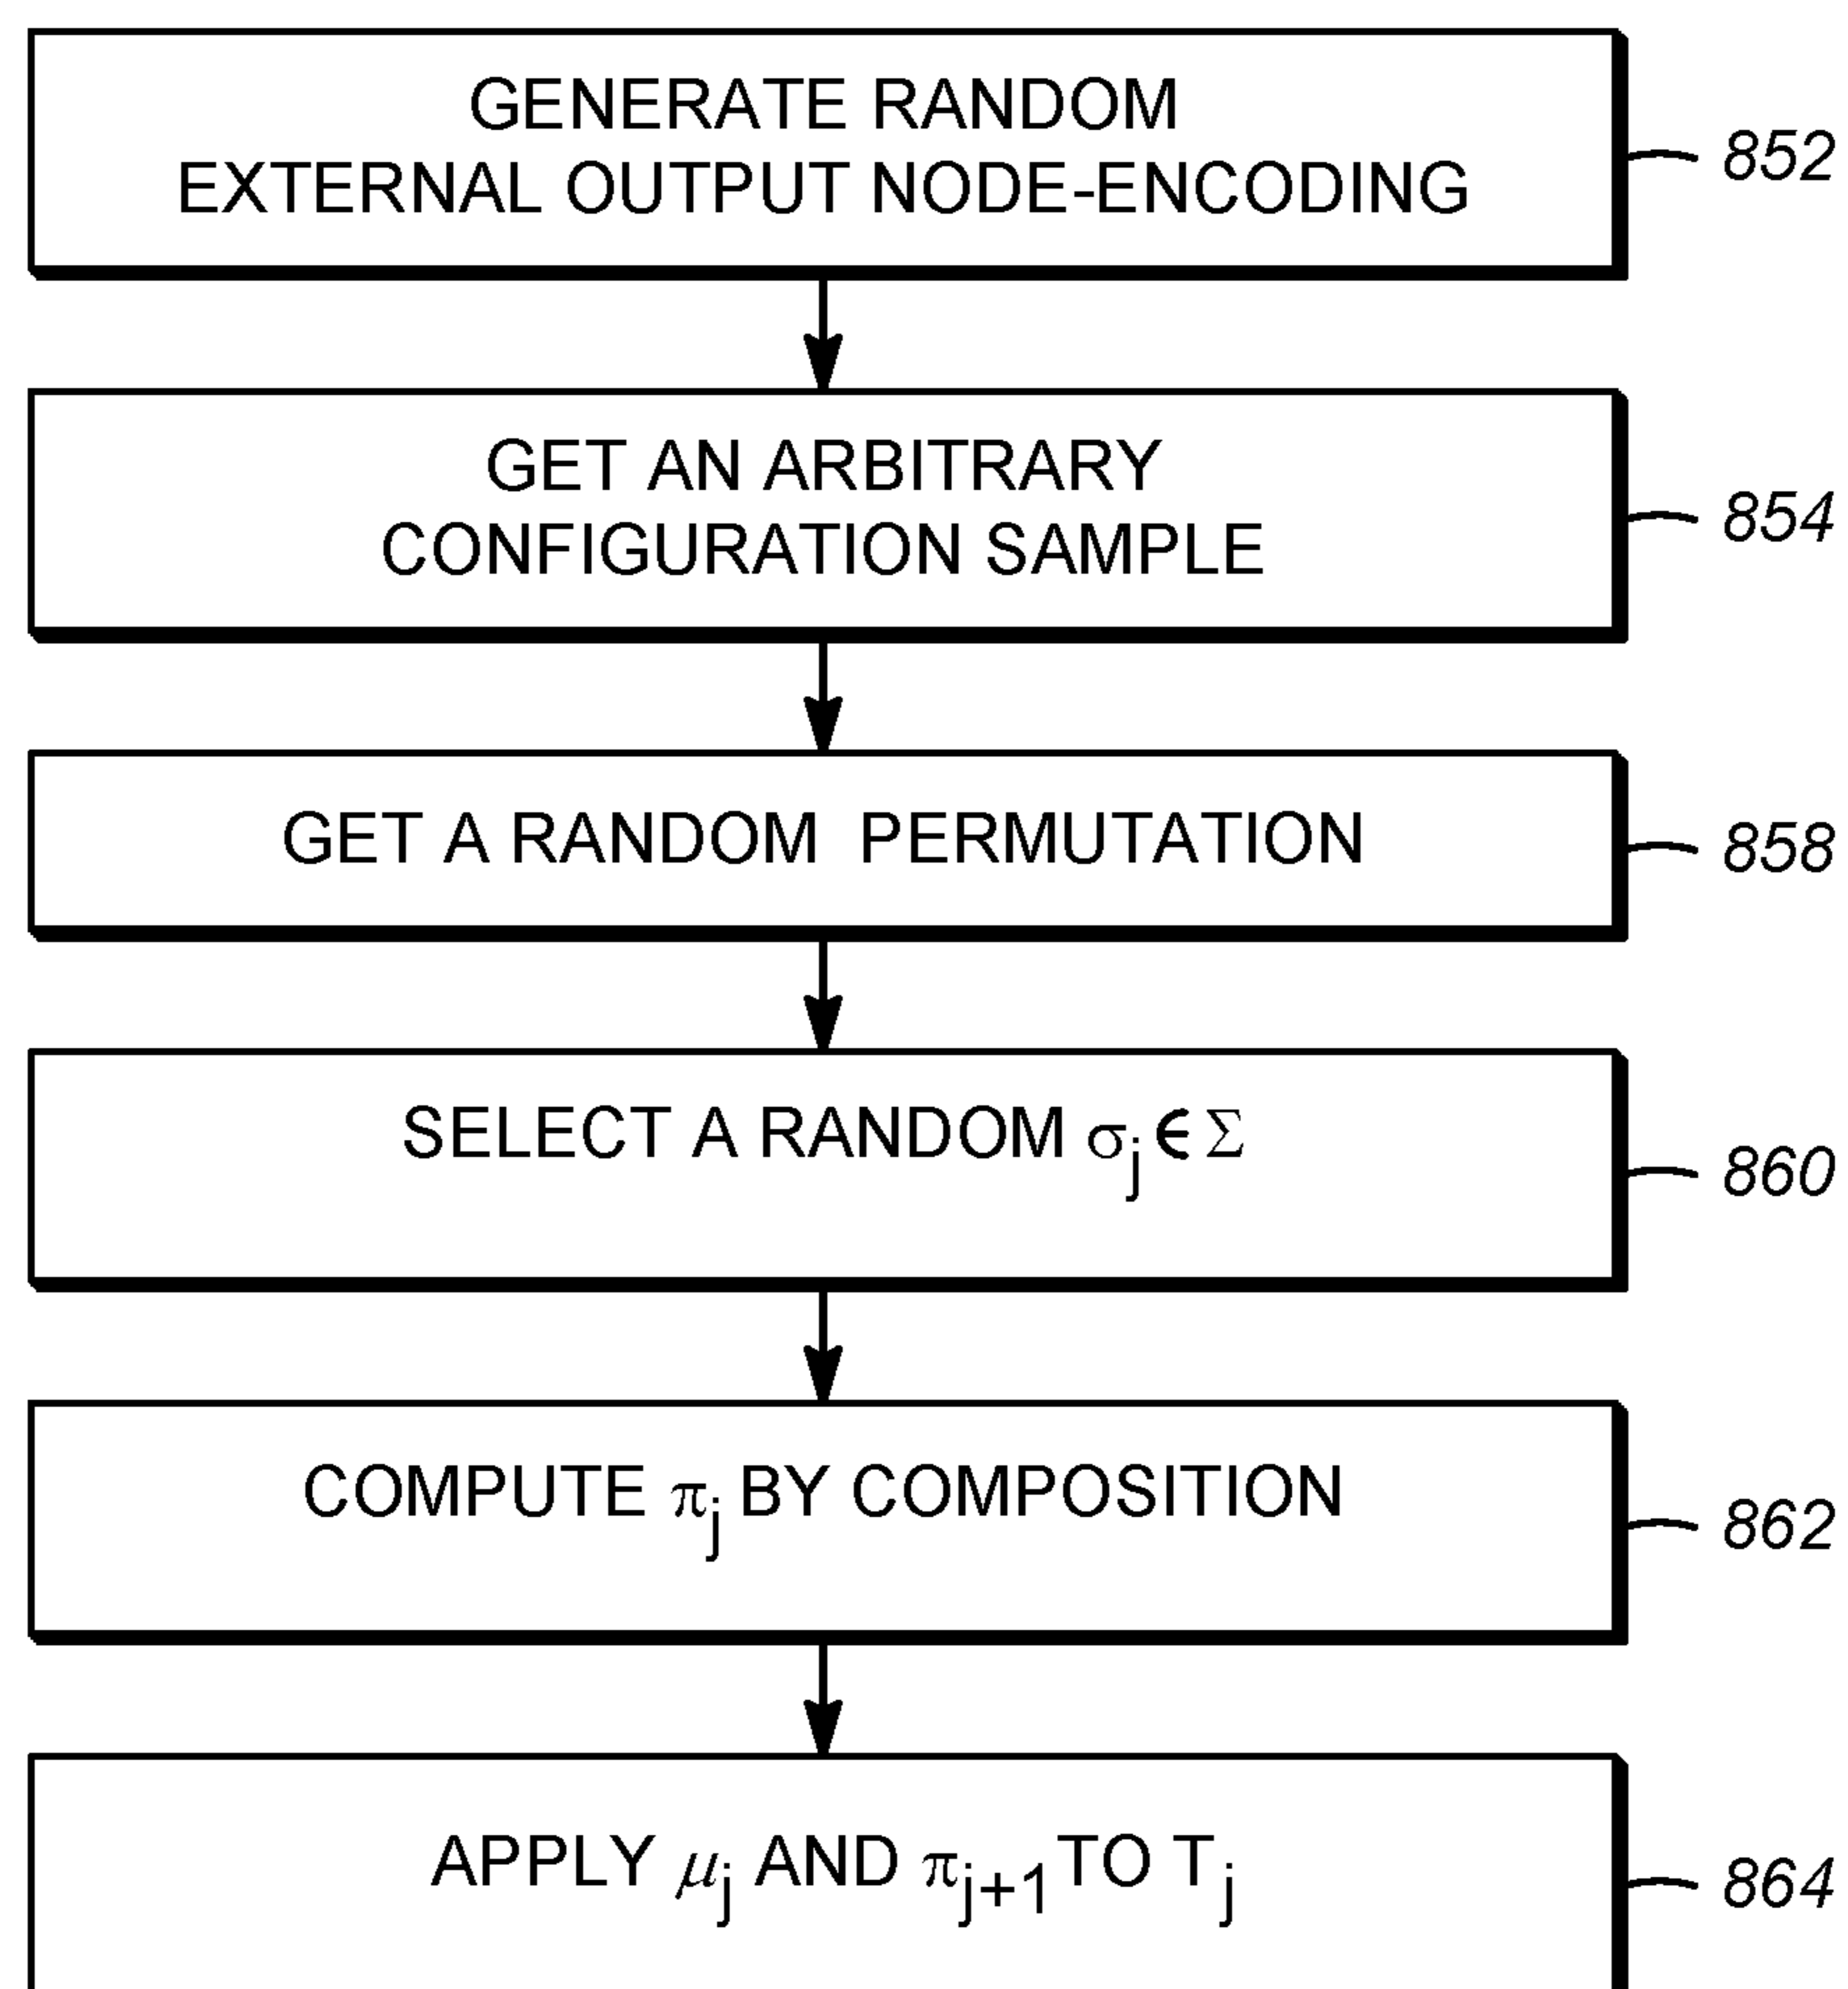 GENERATE RANDOM
EXTERNAL OUTPUT NODE-ENCODING
852
GET AN ARBITRARY
CONFIGURATION SAMPLE
854
GET A RANDOM PERMUTATION
858
SELECT A RANDOM σj ϵ Σ
860
COMPUTE πj BY COMPOSITION
862
APPLY μj AND πj+1 TO Tj
864